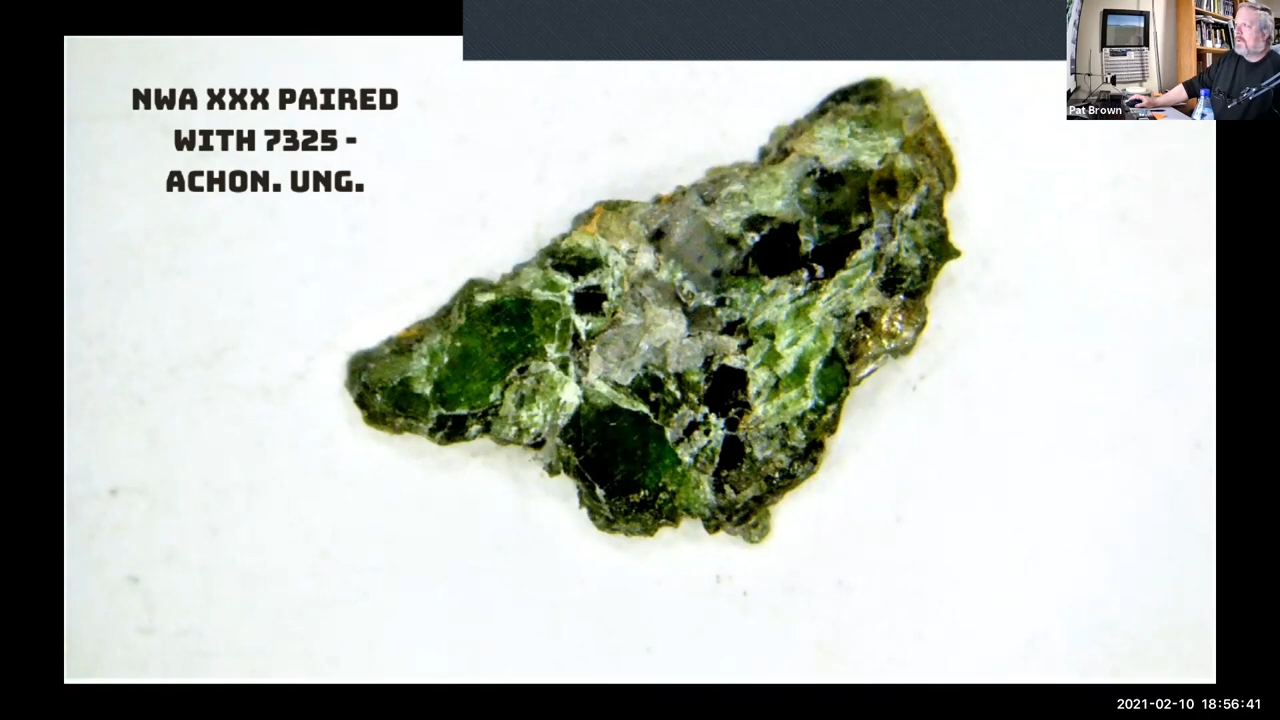 NWA XXX PAIRED
WITH 7325 -
ACHON. UNG.
Pat Brown
2021-02-10 18:56:41